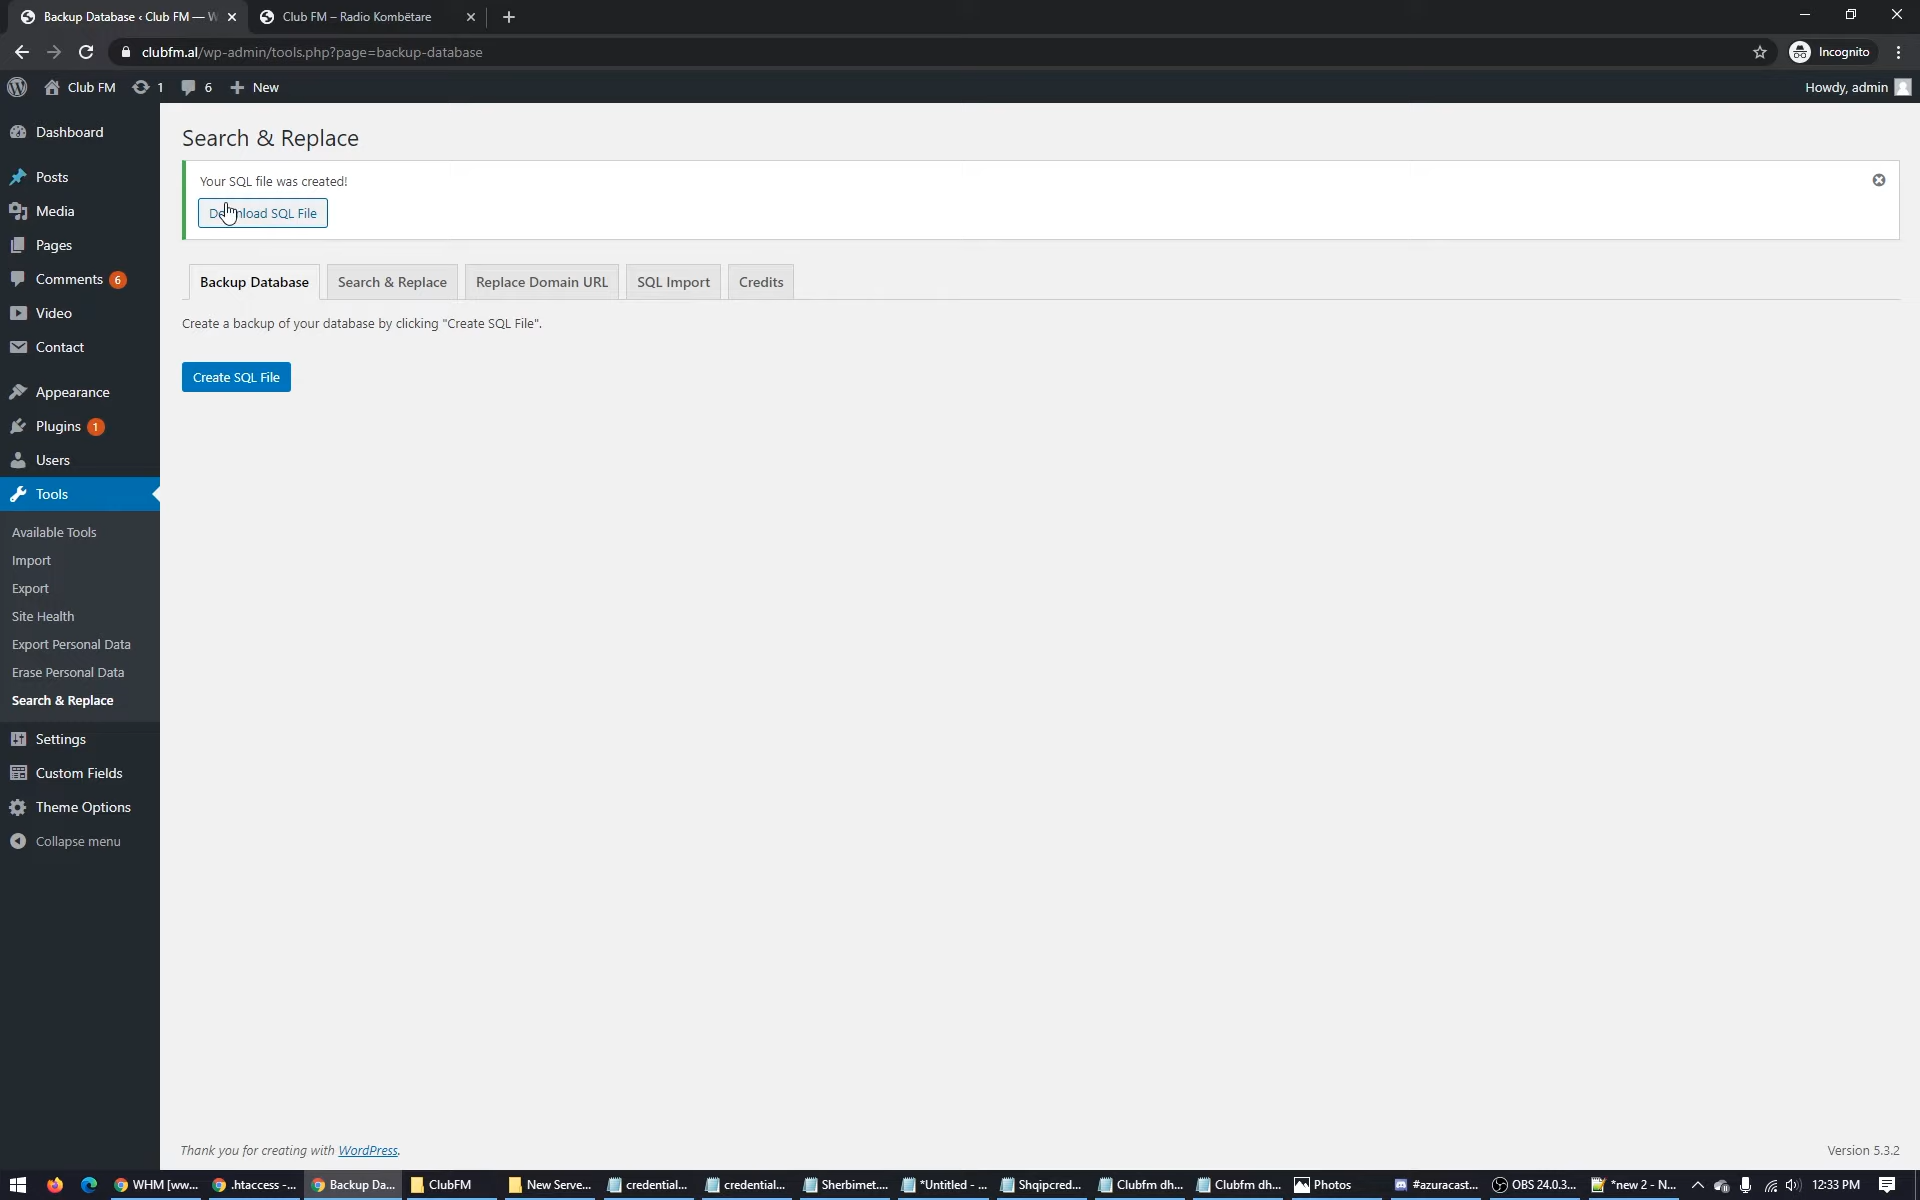 Backup Database ‹ Club FM — W
Club FM – Radio Kombëtare
clubfm.al/wp-admin/tools.php?page=backup-database
Incognito
Club FM
1
6
New
Howdy, admin
Dashboard
Posts
Media
Pages
Comments 6
Video
Contact
Appearance
Plugins 1
Users
Tools
Available Tools
Import
Export
Site Health
Export Personal Data
Erase Personal Data
Search & Replace
Settings
Custom Fields
Theme Options
Collapse menu
Search & Replace
Your SQL file was created!
Download SQL File
Backup Database
Search & Replace
Replace Domain URL
SQL Import
Credits
Create a backup of your database by clicking "Create SQL File".
Create SQL File
Thank you for creating with WordPress.
Version 5.3.2
WHM [ww...
.htaccess -...
Backup Da...
ClubFM
New Serve...
credential...
credential...
Sherbimet....
*Untitled - ...
Shqipcred...
Clubfm dh...
Clubfm dh...
Photos
#azuracast...
OBS 24.0.3...
*new 2 - N...
12:33 PM